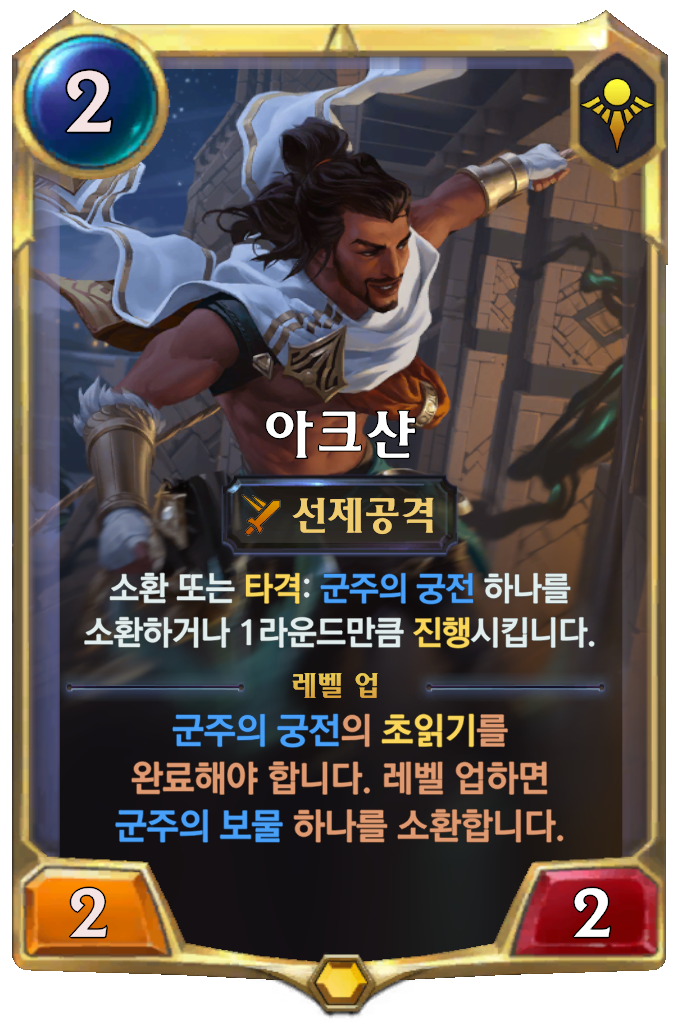 2
아크샨
선제공격
소환 또는 타격: 군주의 궁전 하나를
소환하거나 1라운드만큼 진행시킵니다.
레벨 업
군주의 궁전의 초읽기를
완료해야 합니다. 레벨 업하면
군주의 보물 하나를 소환합니다.
2
2